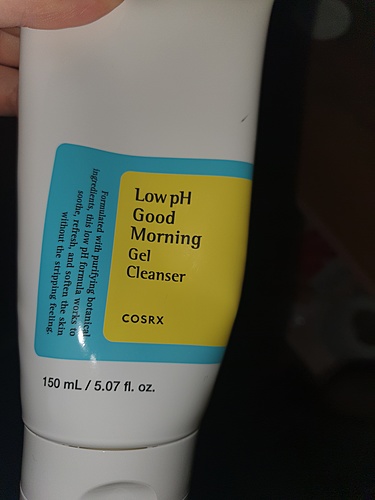 Low pH
Good
Morning
Gel
Cleanser
COSRX
Formulated with purifying botanical
ingredients, this low pH formula works to
soothe, refresh, and soften the skin
without the stripping feeling.
150 mL / 5.07 fl. oz.